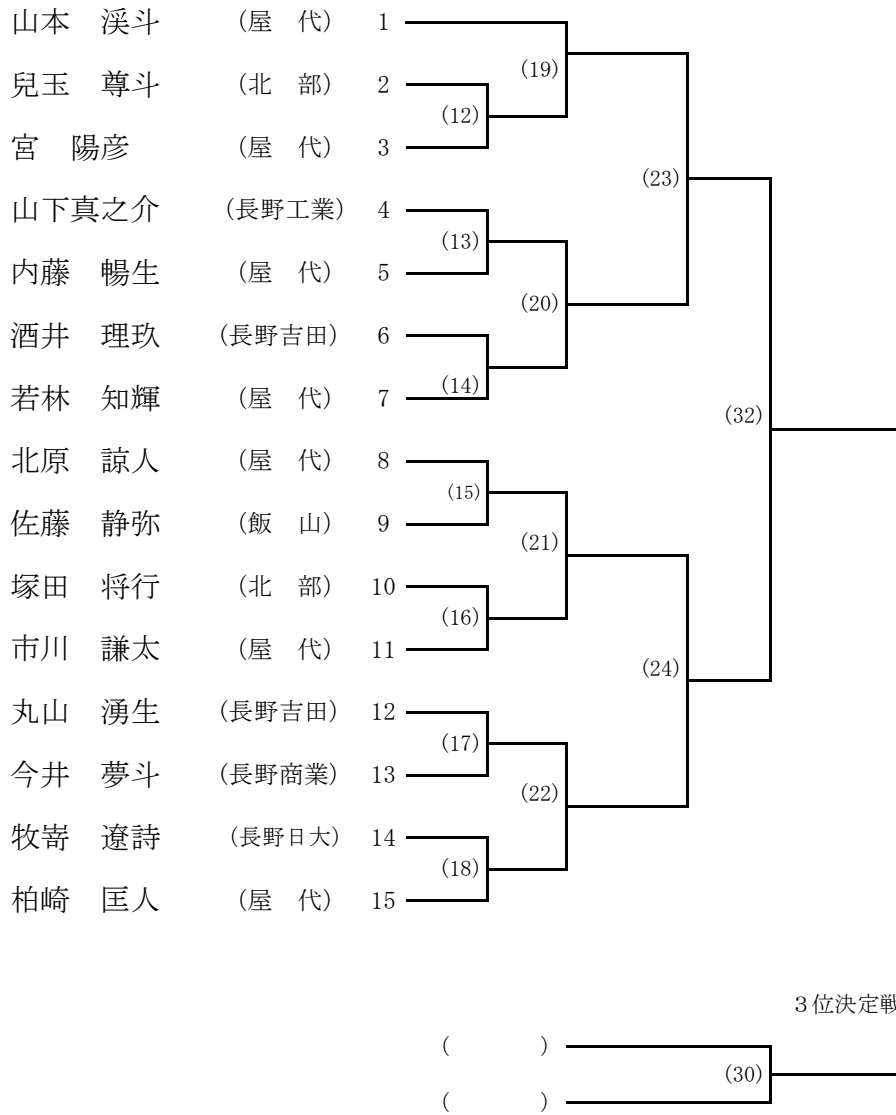 山本 渓斗 (屋 代) 1
(19)
兒玉 尊斗 (北 部) 2
(12)
宮 陽彦 (屋 代) 3
(23)
山下真之介 (長野工業) 4
(13)
内藤 暢生 (屋 代) 5
(20)
酒井 理玖 (長野吉田) 6
(14)
若林 知輝 (屋 代) 7
(32)
北原 諒人 (屋 代) 8
(15)
佐藤 静弥 (飯 山) 9
(21)
塚田 将行 (北 部) 10
(16)
市川 謙太 (屋 代) 11
(24)
丸山 湧生 (長野吉田) 12
(17)
今井 夢斗 (長野商業) 13
(22)
牧嵜 遼詩 (長野日大) 14
(18)
柏崎 匡人 (屋 代) 15
３位決定戦
( )
(30)
( )